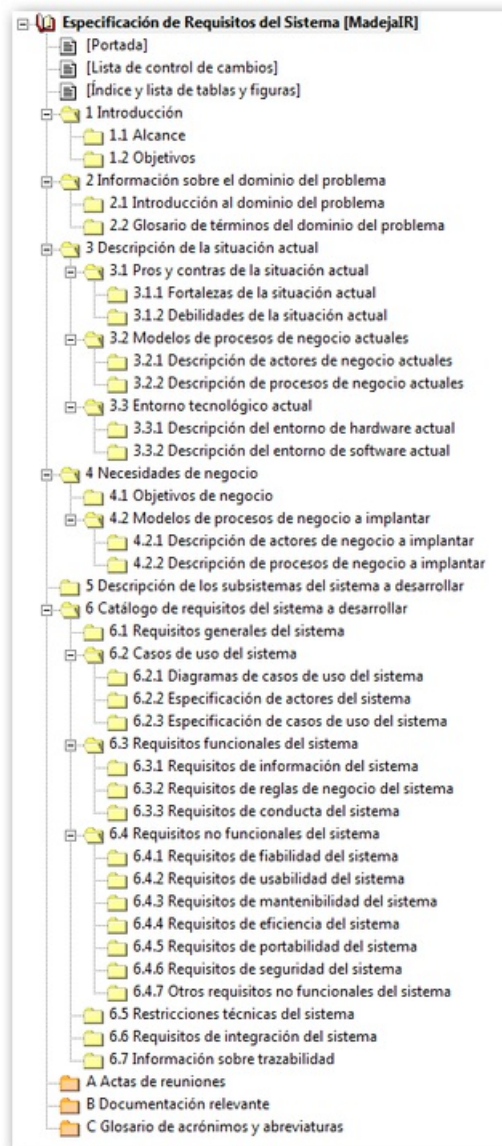 Especificación de Requisitos del Sistema [MadejaIR]
[Portada]
[Lista de control de cambios]
[Índice y lista de tablas y figuras]
1 Introducción
1.1 Alcance
1.2 Objetivos
2 Información sobre el dominio del problema
2.1 Introducción al dominio del problema
2.2 Glosario de términos del dominio del problema
3 Descripción de la situación actual
3.1 Pros y contras de la situación actual
3.1.1 Fortalezas de la situación actual
3.1.2 Debilidades de la situación actual
3.2 Modelos de procesos de negocio actuales
3.2.1 Descripción de actores de negocio actuales
3.2.2 Descripción de procesos de negocio actuales
3.3 Entorno tecnológico actual
3.3.1 Descripción del entorno de hardware actual
3.3.2 Descripción del entorno de software actual
4 Necesidades de negocio
4.1 Objetivos de negocio
4.2 Modelos de procesos de negocio a implantar
4.2.1 Descripción de actores de negocio a implantar
4.2.2 Descripción de procesos de negocio a implantar
5 Descripción de los subsistemas del sistema a desarrollar
6 Catálogo de requisitos del sistema a desarrollar
6.1 Requisitos generales del sistema
6.2 Casos de uso del sistema
6.2.1 Diagramas de casos de uso del sistema
6.2.2 Especificación de actores del sistema
6.2.3 Especificación de casos de uso del sistema
6.3 Requisitos funcionales del sistema
6.3.1 Requisitos de información del sistema
6.3.2 Requisitos de reglas de negocio del sistema
6.3.3 Requisitos de conducta del sistema
6.4 Requisitos no funcionales del sistema
6.4.1 Requisitos de fiabilidad del sistema
6.4.2 Requisitos de usabilidad del sistema
6.4.3 Requisitos de mantenibilidad del sistema
6.4.4 Requisitos de eficiencia del sistema
6.4.5 Requisitos de portabilidad del sistema
6.4.6 Requisitos de seguridad del sistema
6.4.7 Otros requisitos no funcionales del sistema
6.5 Restricciones técnicas del sistema
6.6 Requisitos de integración del sistema
6.7 Información sobre trazabilidad
A Actas de reuniones
B Documentación relevante
C Glosario de acrónimos y abreviaturas